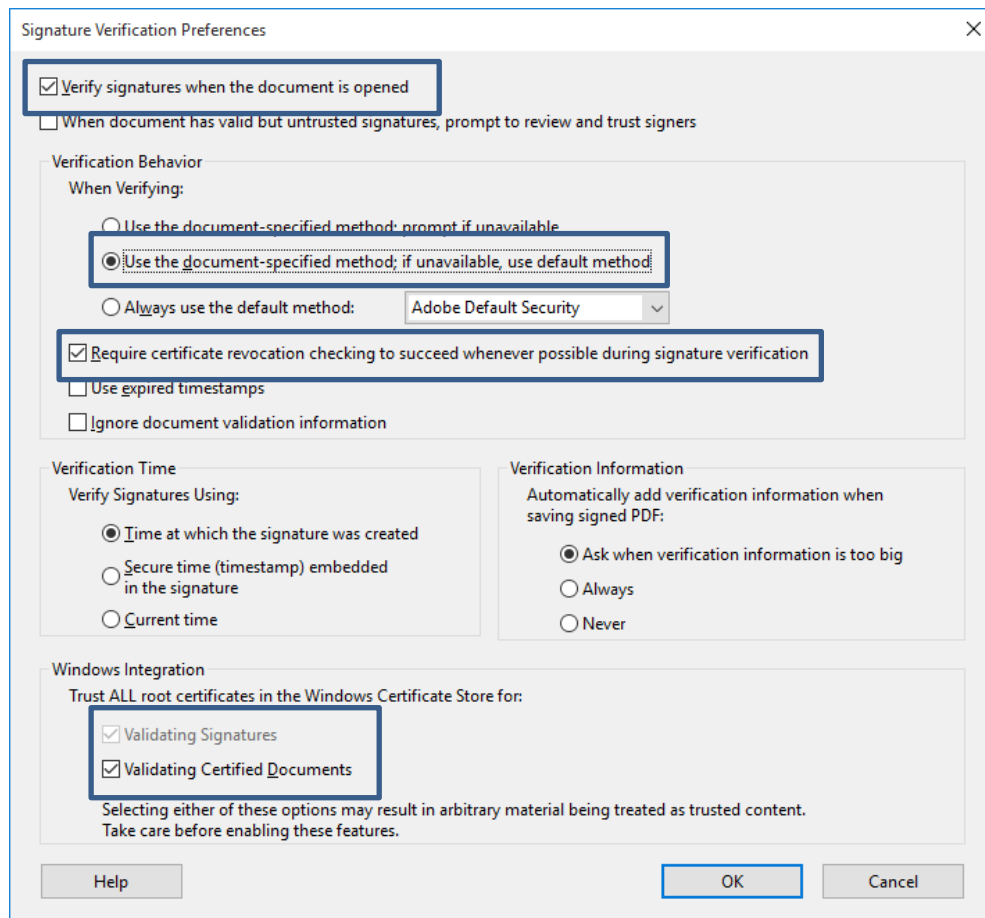 Signature Verification Preferences
Verify signatures when the document is opened
When document has valid but untrusted signatures, prompt to review and trust signers
Verification Behavior
When Verifying:
Use the document-specified method; prompt if unavailable
Use the document-specified method; if unavailable, use default method
Always use the default method: Adobe Default Security
Require certificate revocation checking to succeed whenever possible during signature verification
Use expired timestamps
Ignore document validation information
Verification Time
Verify Signatures Using:
Time at which the signature was created
Secure time (timestamp) embedded
in the signature
Current time
Verification Information
Automatically add verification information when
saving signed PDF:
Ask when verification information is too big
Always
Never
Windows Integration
Trust ALL root certificates in the Windows Certificate Store for:
Validating Signatures
Validating Certified Documents
Selecting either of these options may result in arbitrary material being treated as trusted content.
Take care before enabling these features.
Help OK Cancel